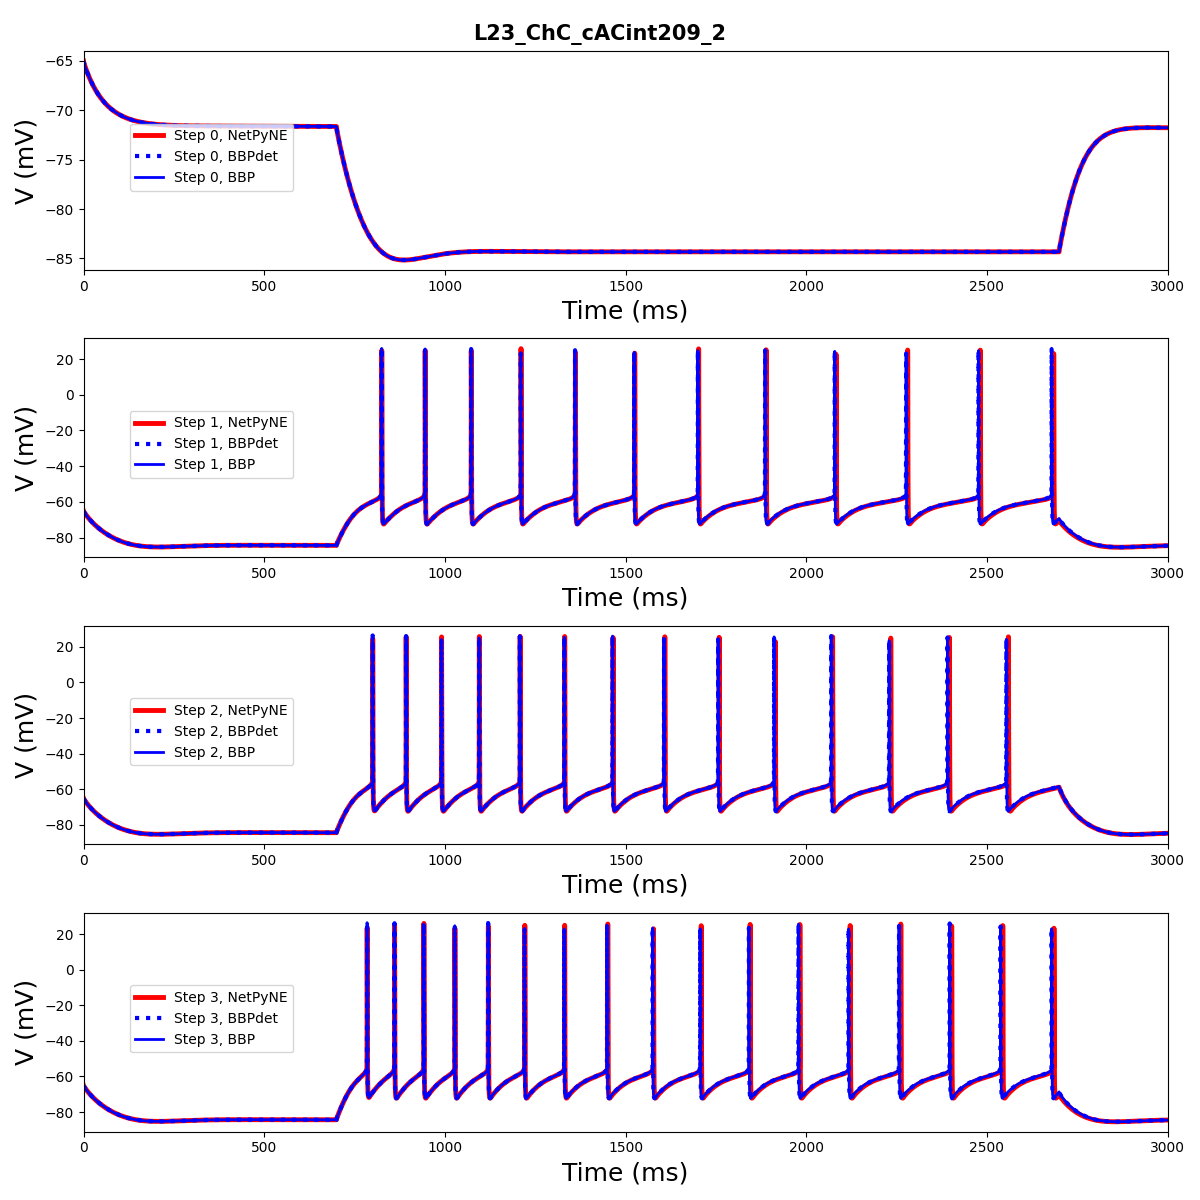 L23_ChC_cACint209_2
−65
−70
−75
−80
−85
V (mV)
Step 0, NetPyNE
Step 0, BBPdet
Step 0, BBP
0 500 1000 1500 2000 2500 3000
Time (ms)
20
0
−20
−40
−60
−80
V (mV)
Step 1, NetPyNE
Step 1, BBPdet
Step 1, BBP
0 500 1000 1500 2000 2500 3000
Time (ms)
20
0
−20
−40
−60
−80
V (mV)
Step 2, NetPyNE
Step 2, BBPdet
Step 2, BBP
0 500 1000 1500 2000 2500 3000
Time (ms)
20
0
−20
−40
−60
−80
V (mV)
Step 3, NetPyNE
Step 3, BBPdet
Step 3, BBP
0 500 1000 1500 2000 2500 3000
Time (ms)